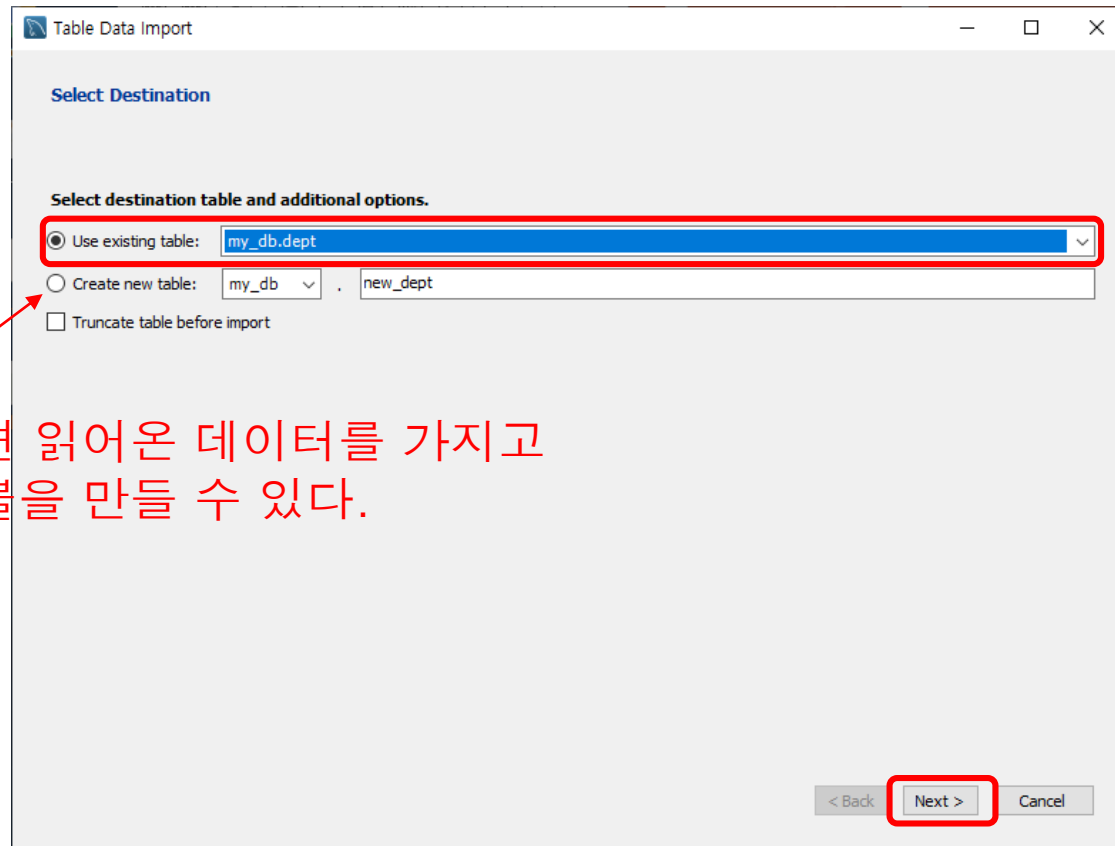 Table Data Import
Select Destination
Select destination table and additional options.
Use existing table: my_db.dept
Create new table: my_db . new_dept
Truncate table before import
읽어온 데이터를 가지고
만들 수 있다.
< Back Next > Cancel